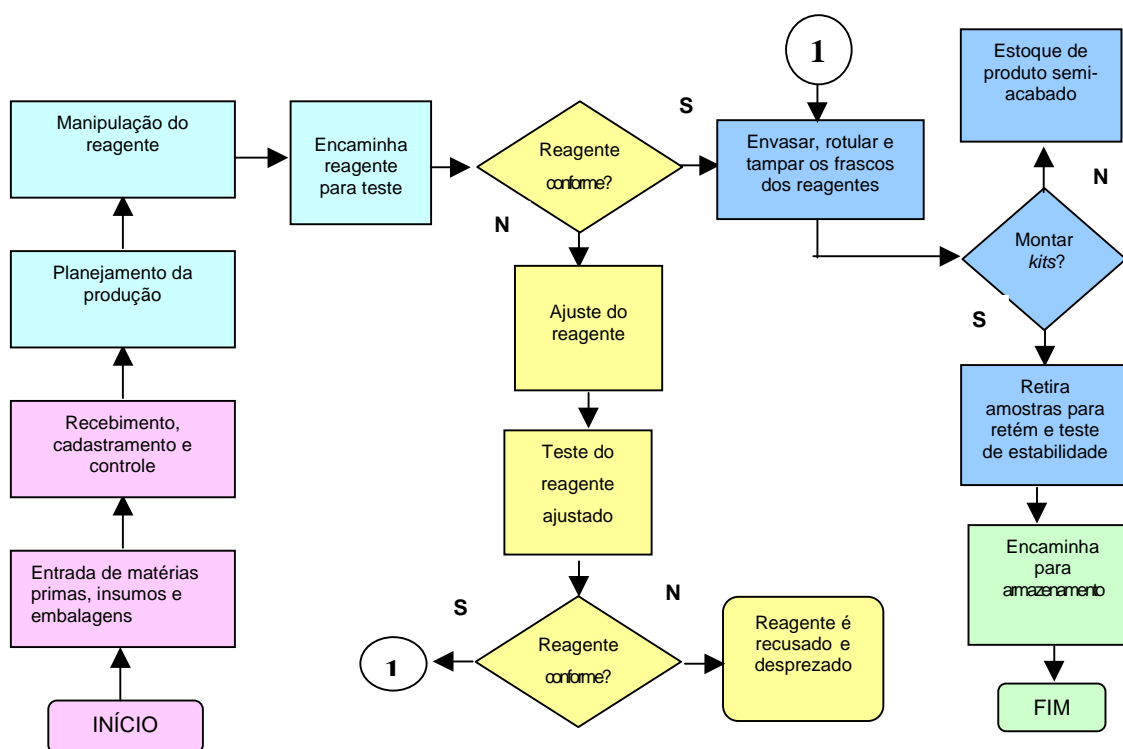 1
Estoque de
produto semi-
acabado
Manipulação do
reagente
Encaminha
reagente
para teste
Reagente
conforme?
S
Envasar, rotular e
tampar os frascos
dos reagentes
N
N
Montar
kits?
Planejamento da
produção
Ajuste do
reagente
S
Recebimento,
cadastramento e
controle
Retira
amostras para
retém e teste
de estabilidade
Teste do
reagente
ajustado
Entrada de matérias
primas, insumos e
embalagens
Encaminha
para
armazenamento
S
N
1
Reagente
conforme?
Reagente é
recusado e
desprezado
INÍCIO
FIM